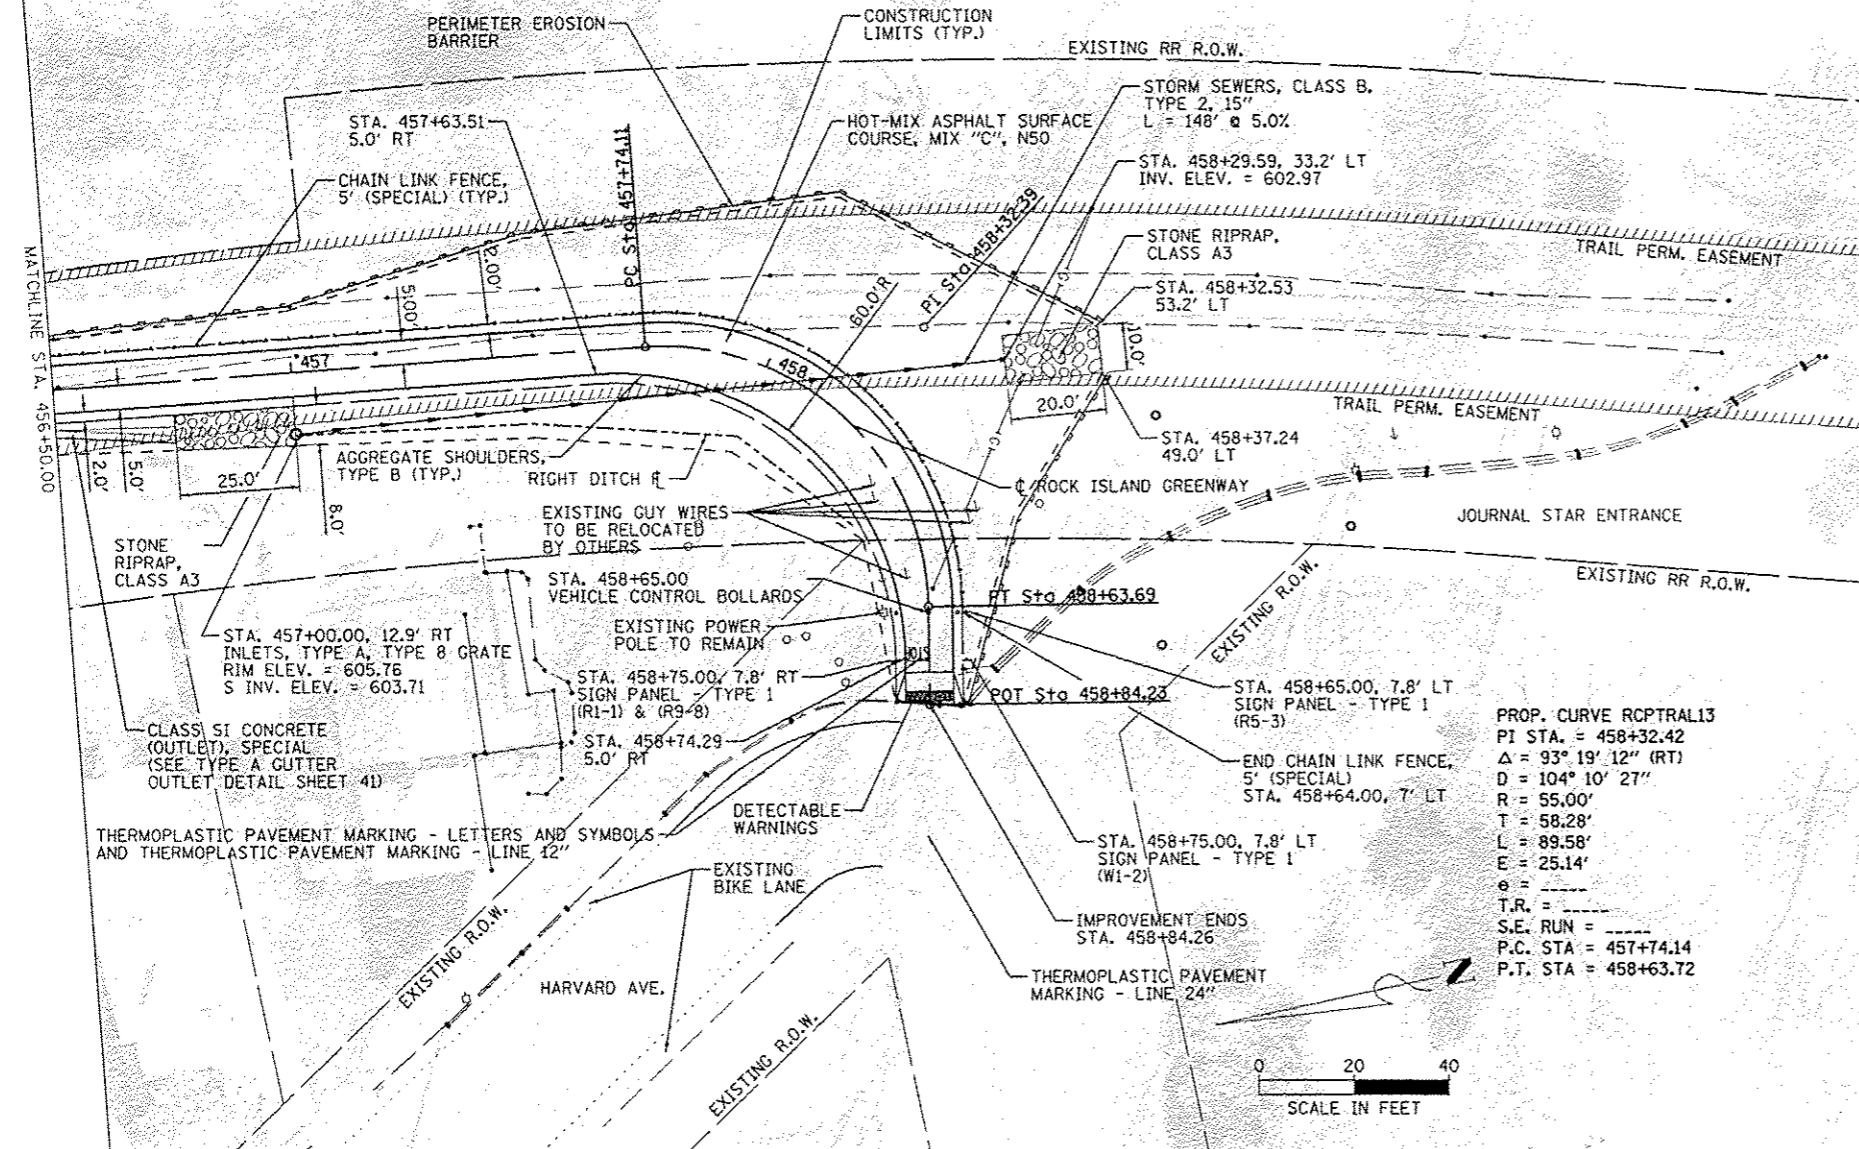 PERIMETER EROSION
BARRIER
CONSTRUCTION
LIMITS (TYP.)
EXISTING RR R.O.W.
STORM SEWERS, CLASS B,
TYPE 2, 15"
L = 148' @ 5.0%
STA. 457+63.51
5.0' RT
HOT-MIX ASPHALT SURFACE
COURSE, MIX "C", N50
PC Sta 457+74.11
STA. 458+29.59, 33.2' LT
INV. ELEV. = 602.97
CHAIN LINK FENCE,
5' (SPECIAL) (TYP.)
PI Sta 458+32.39
STONE RIPRAP,
CLASS A3
TRAIL PERM. EASEMENT
MATCHLINE STA. 456+50.00
2.00'
5.00'
60.0'R
STA. 458+32.53
53.2' LT
10.0'
457
458
20.0'
TRAIL PERM. EASEMENT
STA. 458+37.24
49.0' LT
2.0'
5.0'
25.0'
8.0'
AGGREGATE SHOULDERS,
TYPE B (TYP.)
RIGHT DITCH ℄
℄ ROCK ISLAND GREENWAY
JOURNAL STAR ENTRANCE
EXISTING GUY WIRES
TO BE RELOCATED
BY OTHERS
STONE
RIPRAP,
CLASS A3
STA. 458+65.00
VEHICLE CONTROL BOLLARDS
PT Sta 458+63.69
EXISTING R.O.W.
EXISTING RR R.O.W.
EXISTING POWER
POLE TO REMAIN
STA. 457+00.00, 12.9' RT
INLETS, TYPE A, TYPE 8 GRATE
RIM ELEV. = 605.76
S INV. ELEV. = 603.71
STA. 458+75.00, 7.8' RT
SIGN PANEL - TYPE 1
(R1-1) & (R9-8)
POT Sta 458+84.23
STA. 458+65.00, 7.8' LT
SIGN PANEL - TYPE 1
(R5-3)
CLASS SI CONCRETE
(OUTLET), SPECIAL
(SEE TYPE A GUTTER
OUTLET DETAIL SHEET 41)
STA. 458+74.29
5.0' RT
END CHAIN LINK FENCE,
5' (SPECIAL)
STA. 458+64.00, 7' LT
PROP. CURVE RCPTRAL13
PI STA. = 458+32.42
Δ = 93° 19' 12" (RT)
D = 104° 10' 27"
R = 55.00'
T = 58.28'
L = 89.58'
E = 25.14'
e = _____
T.R. = _____
S.E. RUN = _____
P.C. STA = 457+74.14
P.T. STA = 458+63.72
DETECTABLE
WARNINGS
THERMOPLASTIC PAVEMENT MARKING - LETTERS AND SYMBOLS
AND THERMOPLASTIC PAVEMENT MARKING - LINE 12"
STA. 458+75.00, 7.8' LT
SIGN PANEL - TYPE 1
(W1-2)
EXISTING
BIKE LANE
IMPROVEMENT ENDS
STA. 458+84.26
EXISTING R.O.W.
HARVARD AVE.
THERMOPLASTIC PAVEMENT
MARKING - LINE 24"
EXISTING R.O.W.
N
0 20 40
SCALE IN FEET